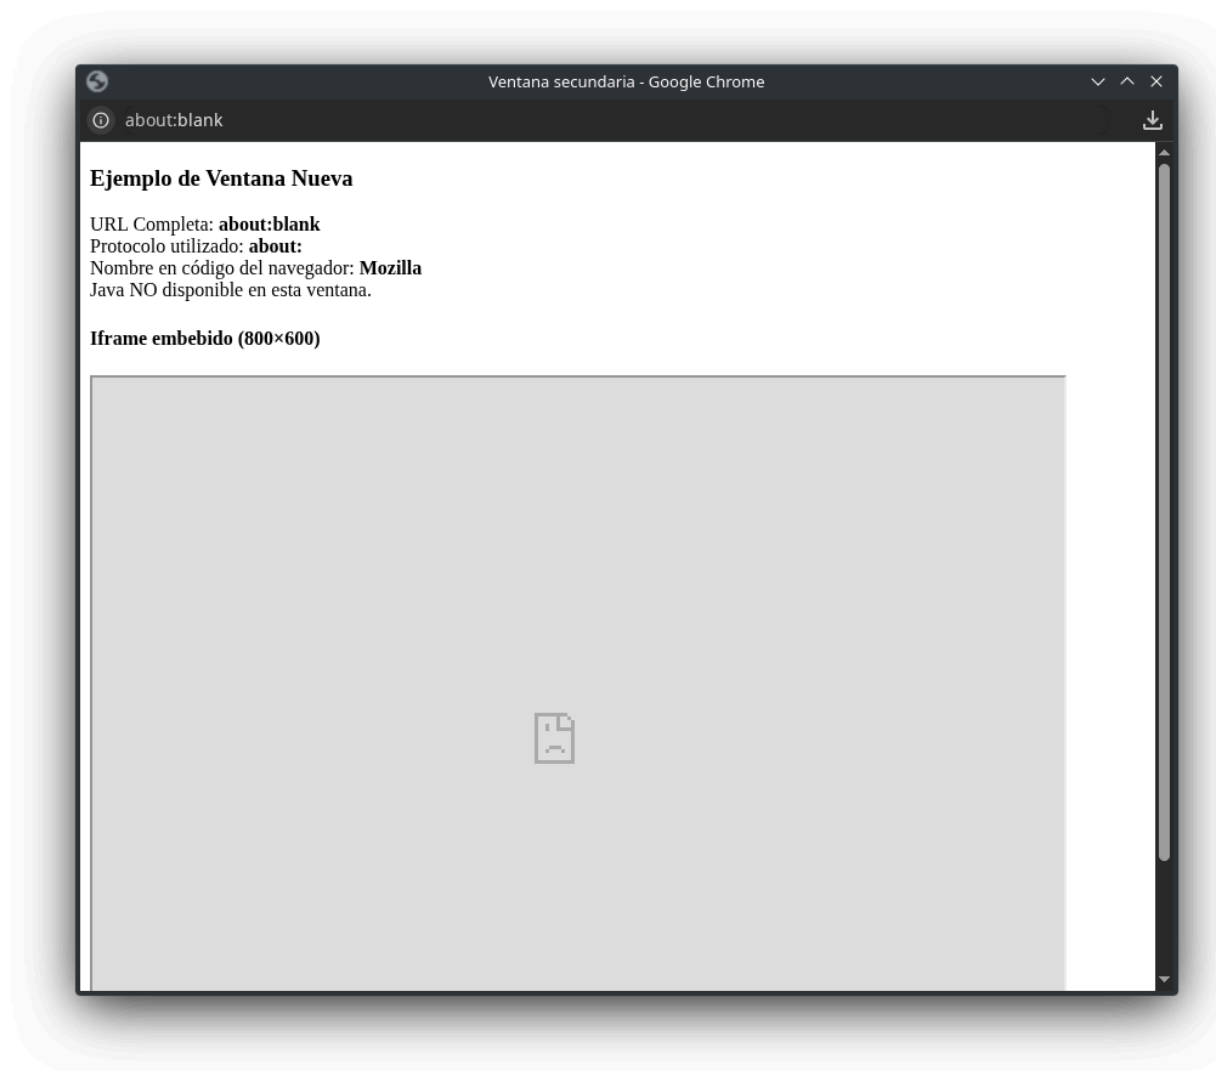 Ventana secundaria - Google Chrome
about:blank
Ejemplo de Ventana Nueva
URL Completa: about:blank
Protocolo utilizado: about:
Nombre en código del navegador: Mozilla
Java NO disponible en esta ventana.
Iframe embebido (800×600)